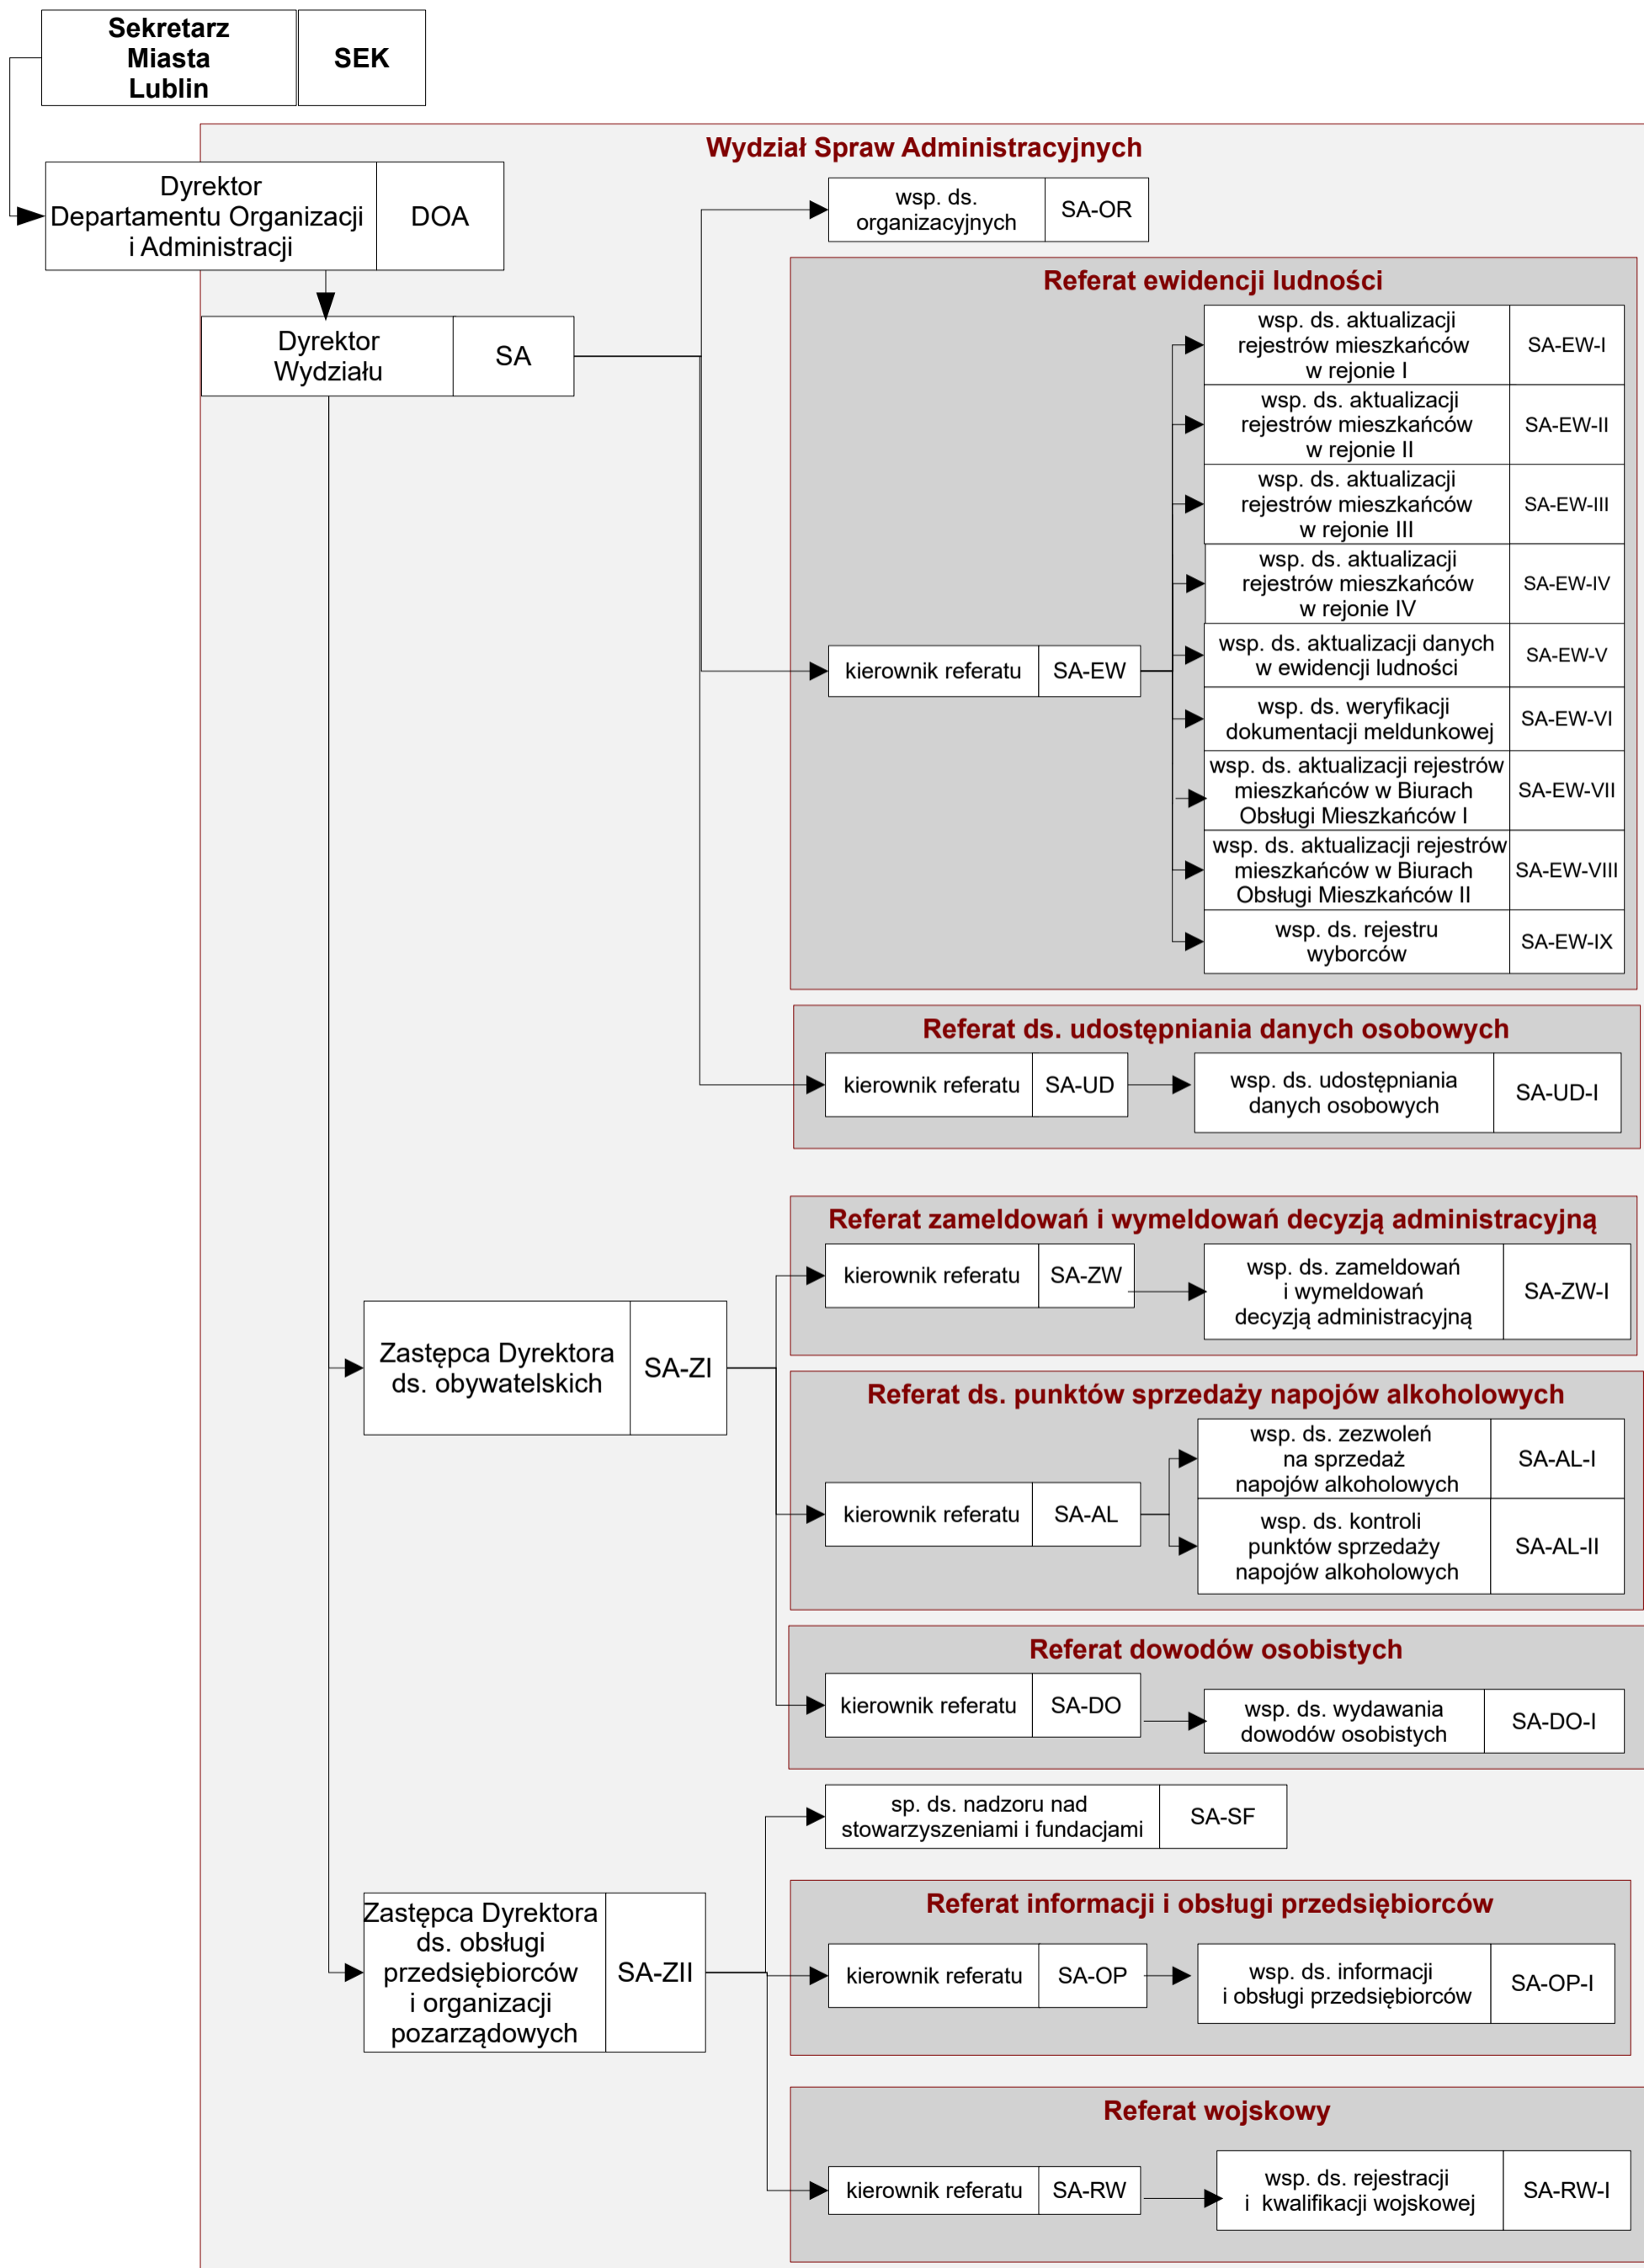 Sekretarz
Miasta
Lublin
SEK
Wydział Spraw Administracyjnych
Dyrektor
Departamentu Organizacji
i Administracji
DOA
wsp. ds.
organizacyjnych
SA-OR
Dyrektor
Wydziału
SA
Referat ewidencji ludności
wsp. ds. aktualizacji
rejestrów mieszkańców
w rejonie I
SA-EW-I
wsp. ds. aktualizacji
rejestrów mieszkańców
w rejonie II
SA-EW-II
wsp. ds. aktualizacji
rejestrów mieszkańców
w rejonie III
SA-EW-III
wsp. ds. aktualizacji
rejestrów mieszkańców
w rejonie IV
SA-EW-IV
kierownik referatu
SA-EW
wsp. ds. aktualizacji danych
w ewidencji ludności
SA-EW-V
wsp. ds. weryfikacji
dokumentacji meldunkowej
SA-EW-VI
wsp. ds. aktualizacji rejestrów
mieszkańców w Biurach
Obsługi Mieszkańców I
SA-EW-VII
wsp. ds. aktualizacji rejestrów
mieszkańców w Biurach
Obsługi Mieszkańców II
SA-EW-VIII
wsp. ds. rejestru
wyborców
SA-EW-IX
Referat ds. udostępniania danych osobowych
kierownik referatu
SA-UD
wsp. ds. udostępniania
danych osobowych
SA-UD-I
Referat zameldowań i wymeldowań decyzją administracyjną
kierownik referatu
SA-ZW
wsp. ds. zameldowań
i wymeldowań
decyzją administracyjną
SA-ZW-I
Zastępca Dyrektora
ds. obywatelskich
SA-ZI
Referat ds. punktów sprzedaży napojów alkoholowych
kierownik referatu
SA-AL
wsp. ds. zezwoleń
na sprzedaż
napojów alkoholowych
SA-AL-I
wsp. ds. kontroli
punktów sprzedaży
napojów alkoholowych
SA-AL-II
Referat dowodów osobistych
kierownik referatu
SA-DO
wsp. ds. wydawania
dowodów osobistych
SA-DO-I
sp. ds. nadzoru nad
stowarzyszeniami i fundacjami
SA-SF
Zastępca Dyrektora
ds. obsługi
przedsiębiorców
i organizacji
pozarządowych
SA-ZII
Referat informacji i obsługi przedsiębiorców
kierownik referatu
SA-OP
wsp. ds. informacji
i obsługi przedsiębiorców
SA-OP-I
Referat wojskowy
kierownik referatu
SA-RW
wsp. ds. rejestracji
i kwalifikacji wojskowej
SA-RW-I